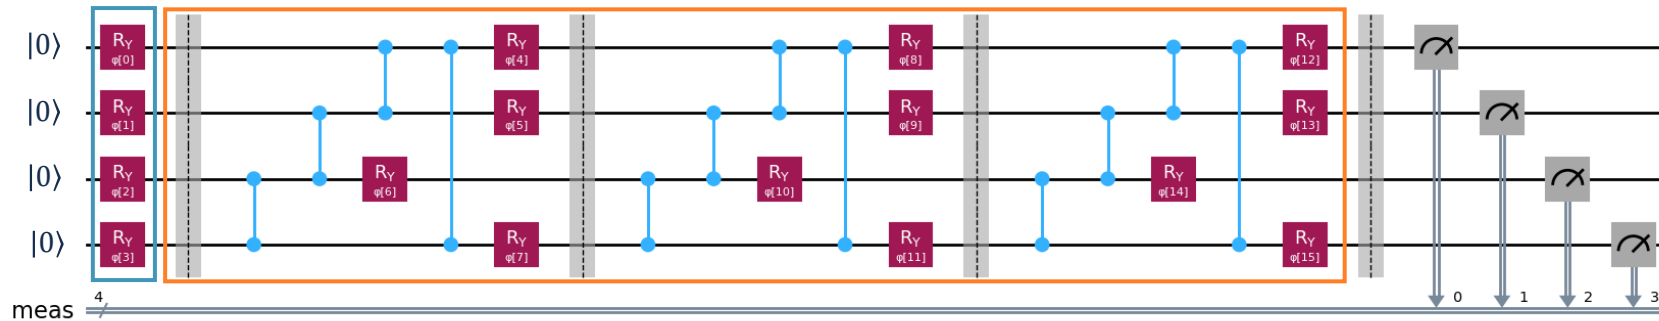 |0⟩ R_Y φ[0] R_Y φ[4] R_Y φ[8] R_Y φ[12]
|0⟩ R_Y φ[1] R_Y φ[5] R_Y φ[9] R_Y φ[13]
|0⟩ R_Y φ[2] R_Y φ[6] R_Y φ[10] R_Y φ[14]
|0⟩ R_Y φ[3] R_Y φ[7] R_Y φ[11] R_Y φ[15]
meas 4 0 1 2 3